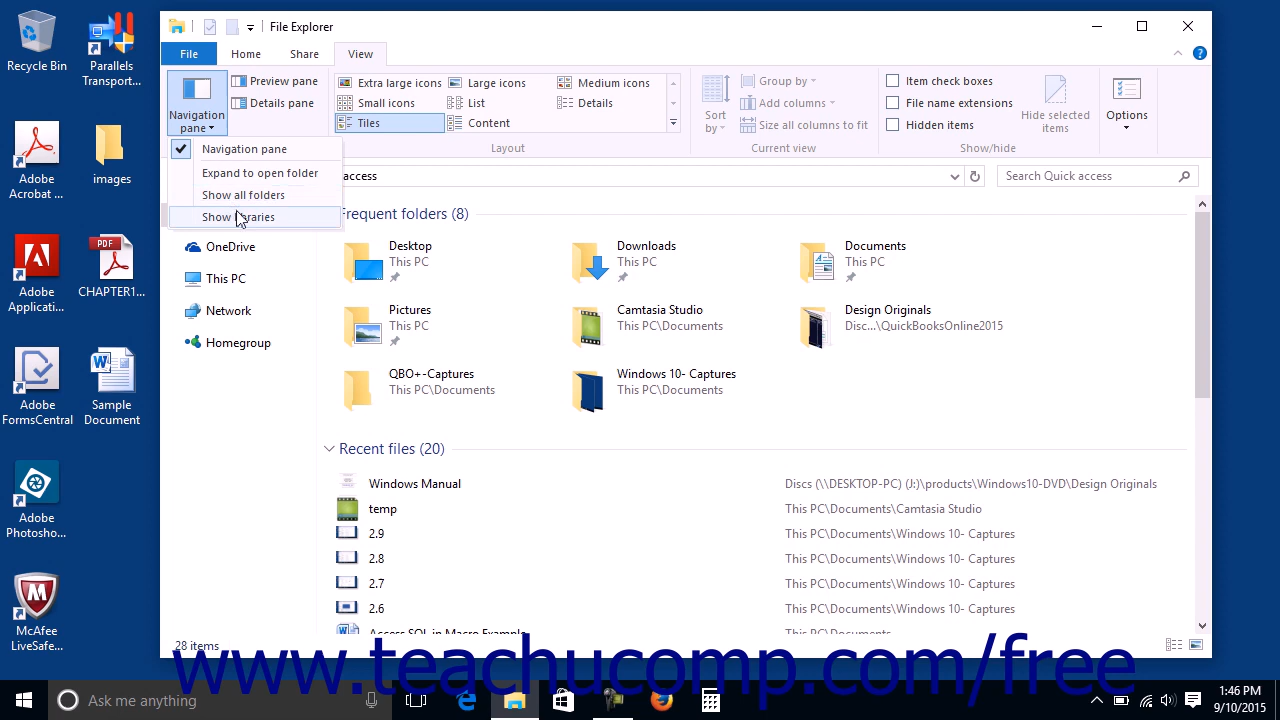 Recycle Bin
Parallels
Transport...
Adobe
Acrobat ...
images
Adobe
Applicati...
PDF
CHAPTER1...
Adobe
FormsCentral
Sample
Document
Adobe
Photosho...
McAfee
LiveSafe...
File Explorer
File
Home
Share
View
Navigation
pane
Preview pane
Details pane
Extra large icons
Large icons
Medium icons
Small icons
List
Details
Tiles
Content
Layout
Sort
by
Group by
Add columns
Size all columns to fit
Current view
Item check boxes
File name extensions
Hidden items
Hide selected
items
Show/hide
Options
Navigation pane
Expand to open folder
Show all folders
Show libraries
access
Search Quick access
OneDrive
This PC
Network
Homegroup
Frequent folders (8)
Desktop
This PC
Downloads
This PC
Documents
This PC
Pictures
This PC
Camtasia Studio
This PC\Documents
Design Originals
Disc...\QuickBooksOnline2015
QBO+-Captures
This PC\Documents
Windows 10- Captures
This PC\Documents
Recent files (20)
Windows Manual Discs (\\DESKTOP-PC) (J:)\products\Windows10-DVD\Design Originals
temp This PC\Documents\Camtasia Studio
2.9 This PC\Documents\Windows 10- Captures
2.8 This PC\Documents\Windows 10- Captures
2.7 This PC\Documents\Windows 10- Captures
2.6 This PC\Documents\Windows 10- Captures
Access SQL in Macro Example This PC\Documents
28 items
www.teachucomp.com/free
Ask me anything
1:46 PM
9/10/2015